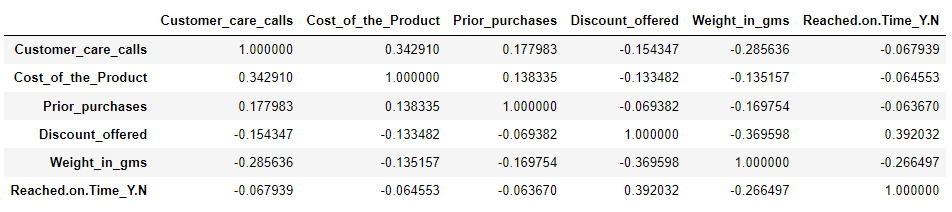 Customer_care_calls Cost_of_the_Product Prior_purchases Discount_offered Weight_in_gms Reached.on.Time_Y.N
Customer_care_calls 1.000000 0.342910 0.177983 -0.154347 -0.285636 -0.067939
Cost_of_the_Product 0.342910 1.000000 0.138335 -0.133482 -0.135157 -0.064553
Prior_purchases 0.177983 0.138335 1.000000 -0.069382 -0.169754 -0.063670
Discount_offered -0.154347 -0.133482 -0.069382 1.000000 -0.369598 0.392032
Weight_in_gms -0.285636 -0.135157 -0.169754 -0.369598 1.000000 -0.266497
Reached.on.Time_Y.N -0.067939 -0.064553 -0.063670 0.392032 -0.266497 1.000000